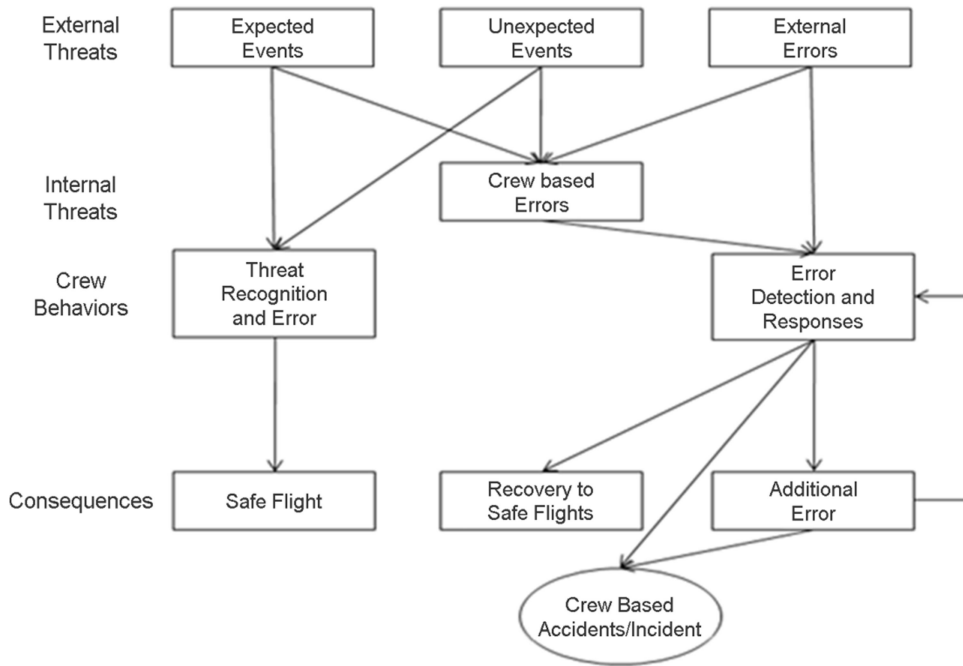 External
Threats
Expected
Events
Unexpected
Events
External
Errors
Internal
Threats
Crew based
Errors
Crew
Behaviors
Threat
Recognition
and Error
Error
Detection and
Responses
Consequences
Safe Flight
Recovery to
Safe Flights
Additional
Error
Crew Based
Accidents/Incident